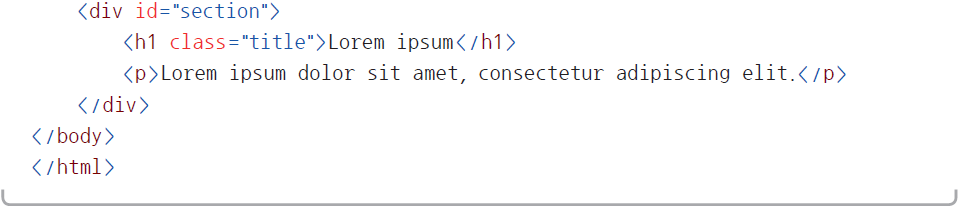 <div id="section">
<h1 class="title">Lorem ipsum</h1>
<p>Lorem ipsum dolor sit amet, consectetur adipiscing elit.</p>
</div>
</body>
</html>